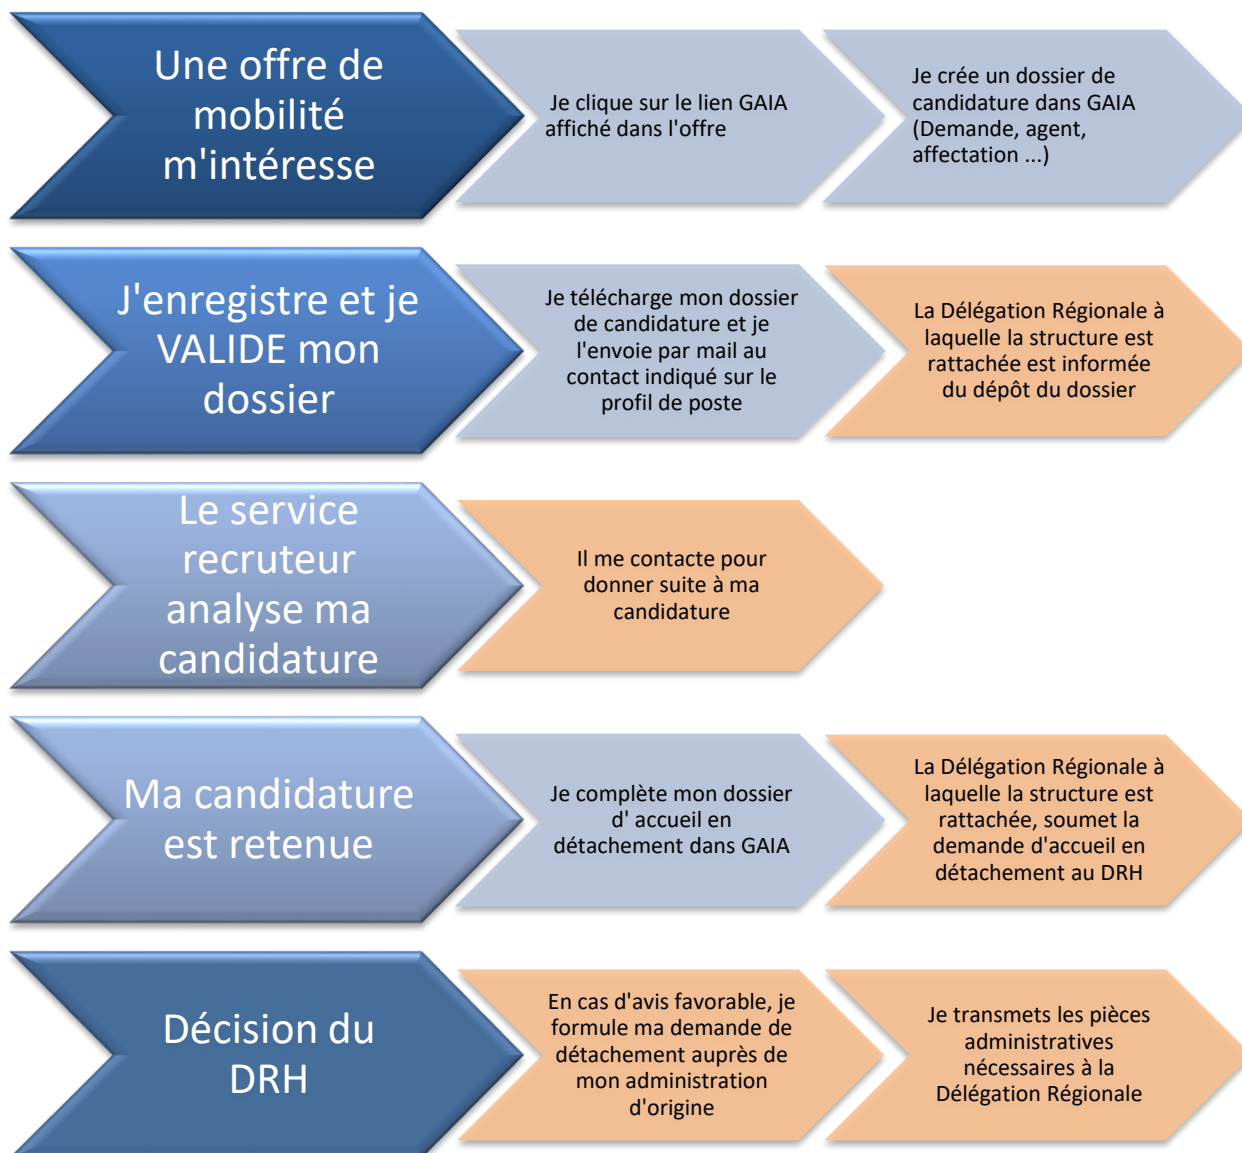 Une offre de
mobilité
m'intéresse
Je clique sur le lien GAIA
affiché dans l'offre
Je crée un dossier de
candidature dans GAIA
(Demande, agent,
affectation ...)
J'enregistre et je
VALIDE mon
dossier
Je télécharge mon dossier
de candidature et je
l'envoie par mail au
contact indiqué sur le
profil de poste
La Délégation Régionale à
laquelle la structure est
rattachée est informée
du dépôt du dossier
Le service
recruteur
analyse ma
candidature
Il me contacte pour
donner suite à ma
candidature
Ma candidature
est retenue
Je complète mon dossier
d' accueil en
détachement dans GAIA
La Délégation Régionale à
laquelle la structure est
rattachée, soumet la
demande d'accueil en
détachement au DRH
Décision du
DRH
En cas d'avis favorable, je
formule ma demande de
détachement auprès de
mon administration
d'origine
Je transmets les pièces
administratives
nécessaires à la
Délégation Régionale